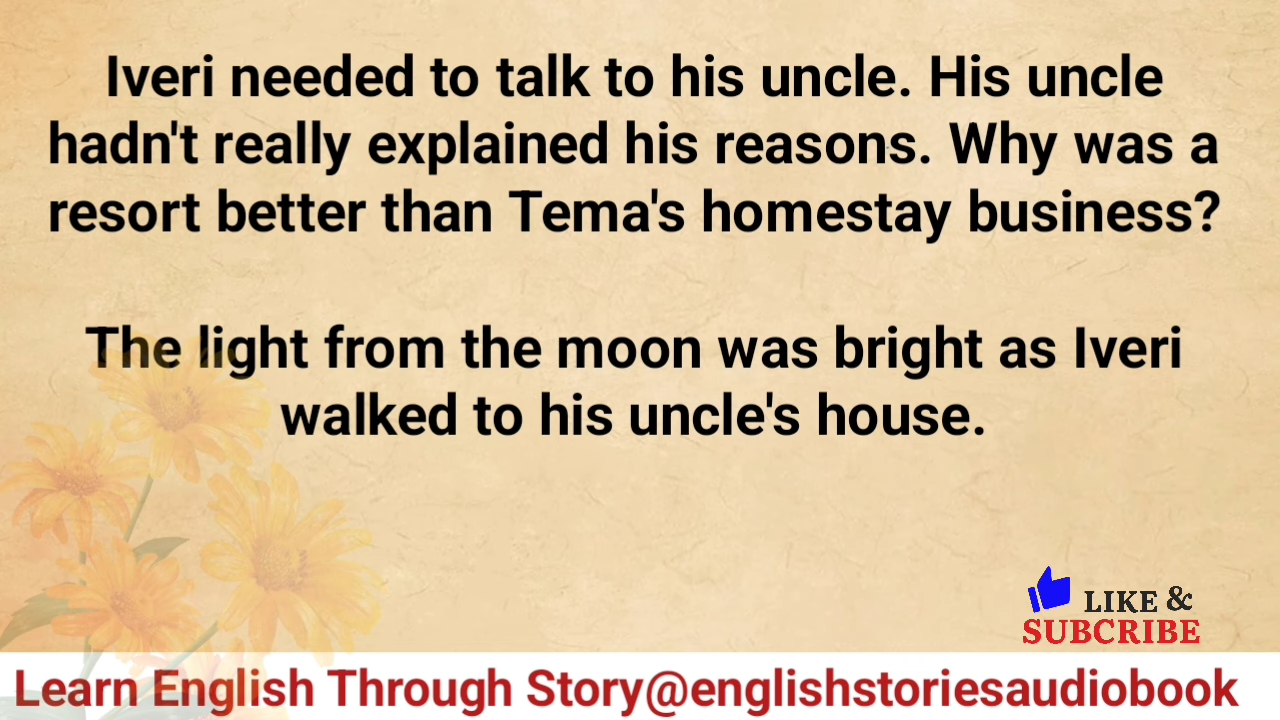 Iveri needed to talk to his uncle. His uncle
hadn't really explained his reasons. Why was a
resort better than Tema's homestay business?
The light from the moon was bright as Iveri
walked to his uncle's house.
LIKE &
SUBCRIBE
Learn English Through Story@englishstoriesaudiobook